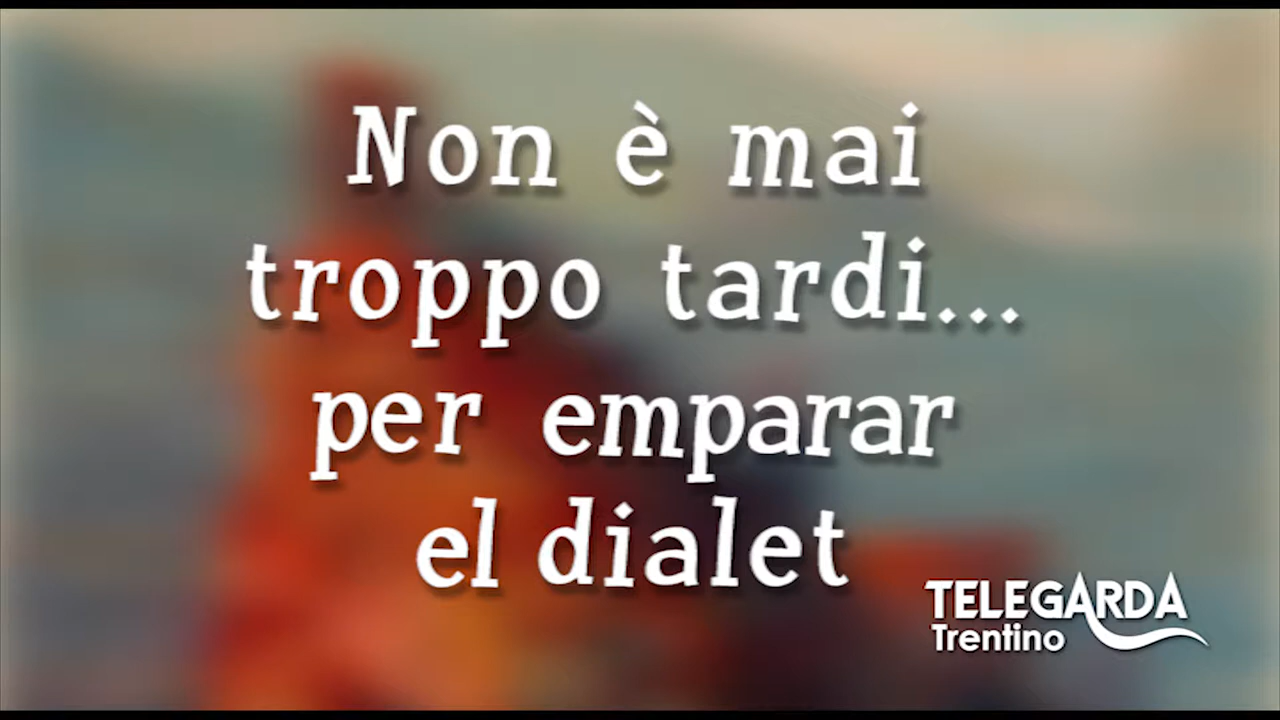 Non è mai
troppo tardi...
per emparar
el dialet
TELEGARDA
Trentino